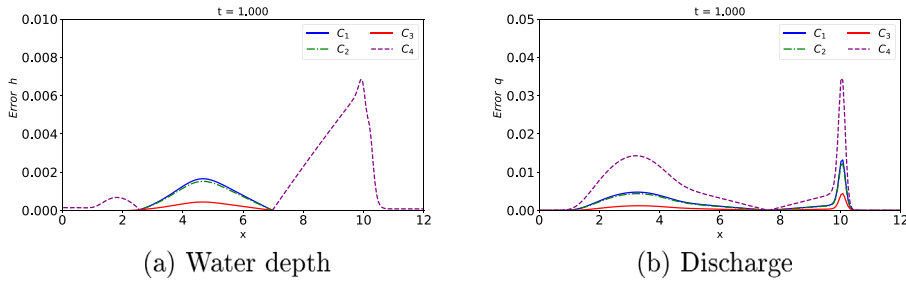 t = 1.000
0.010
0.008
0.006
0.004
0.002
0.000
Error h
C1 C3
C2 C4
0 2 4 6 8 10 12
x
(a) Water depth
t = 1.000
0.05
0.04
0.03
0.02
0.01
0.00
Error q
C1 C3
C2 C4
0 2 4 6 8 10 12
x
(b) Discharge